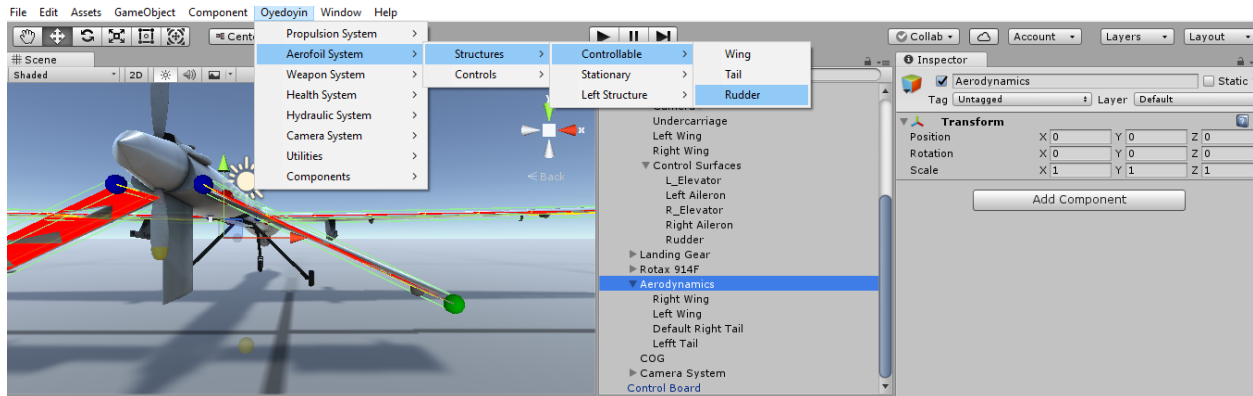 File Edit Assets GameObject Component Oyedoyin Window Help
Cente
Collab Account Layers Layout
Propulsion System >
Aerofoil System >
Weapon System >
Health System >
Hydraulic System >
Camera System >
Utilities >
Components >
Structures >
Controls >
Controllable >
Stationary >
Left Structure >
Wing
Tail
Rudder
# Scene
Shaded 2D
x
y
< Back
Undercarriage
Left Wing
Right Wing
Control Surfaces
L_Elevator
Left Aileron
R_Elevator
Right Aileron
Rudder
Landing Gear
Rotax 914F
Aerodynamics
Right Wing
Left Wing
Default Right Tail
Lefft Tail
COG
Camera System
Control Board
Inspector
Aerodynamics Static
Tag Untagged Layer Default
Transform
Position X 0 Y 0 Z 0
Rotation X 0 Y 0 Z 0
Scale X 1 Y 1 Z 1
Add Component